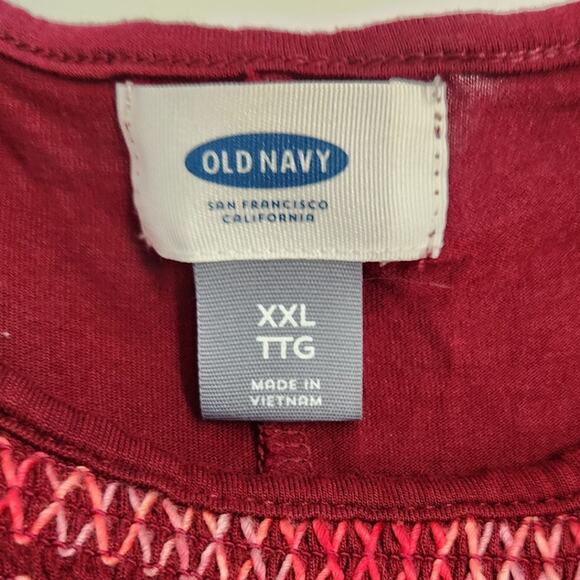 OLD NAVY
SAN FRANCISCO
CALIFORNIA
XXL
TTG
MADE IN
VIETNAM